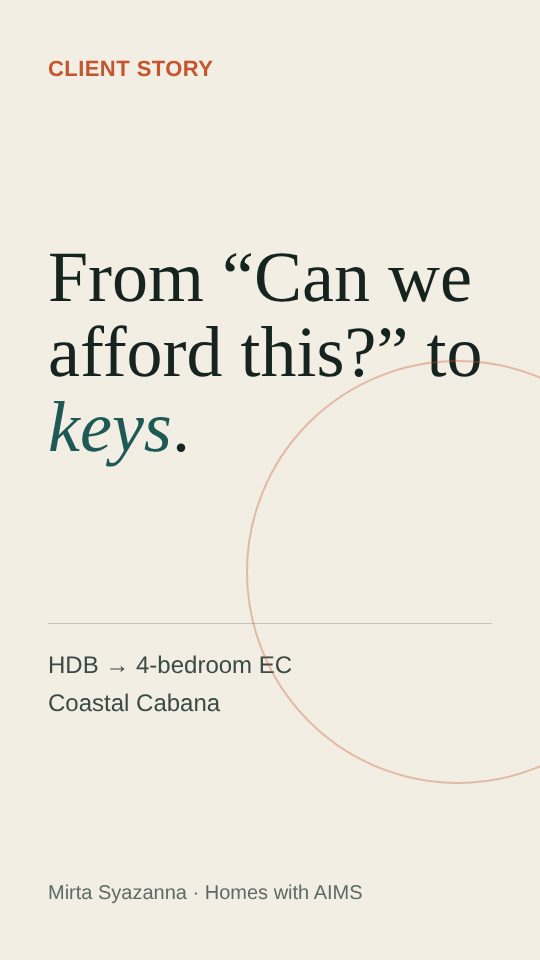 CLIENT STORY
From “Can we
afford this?” to
keys.
HDB → 4-bedroom EC
Coastal Cabana
Mirta Syazanna · Homes with AIMS